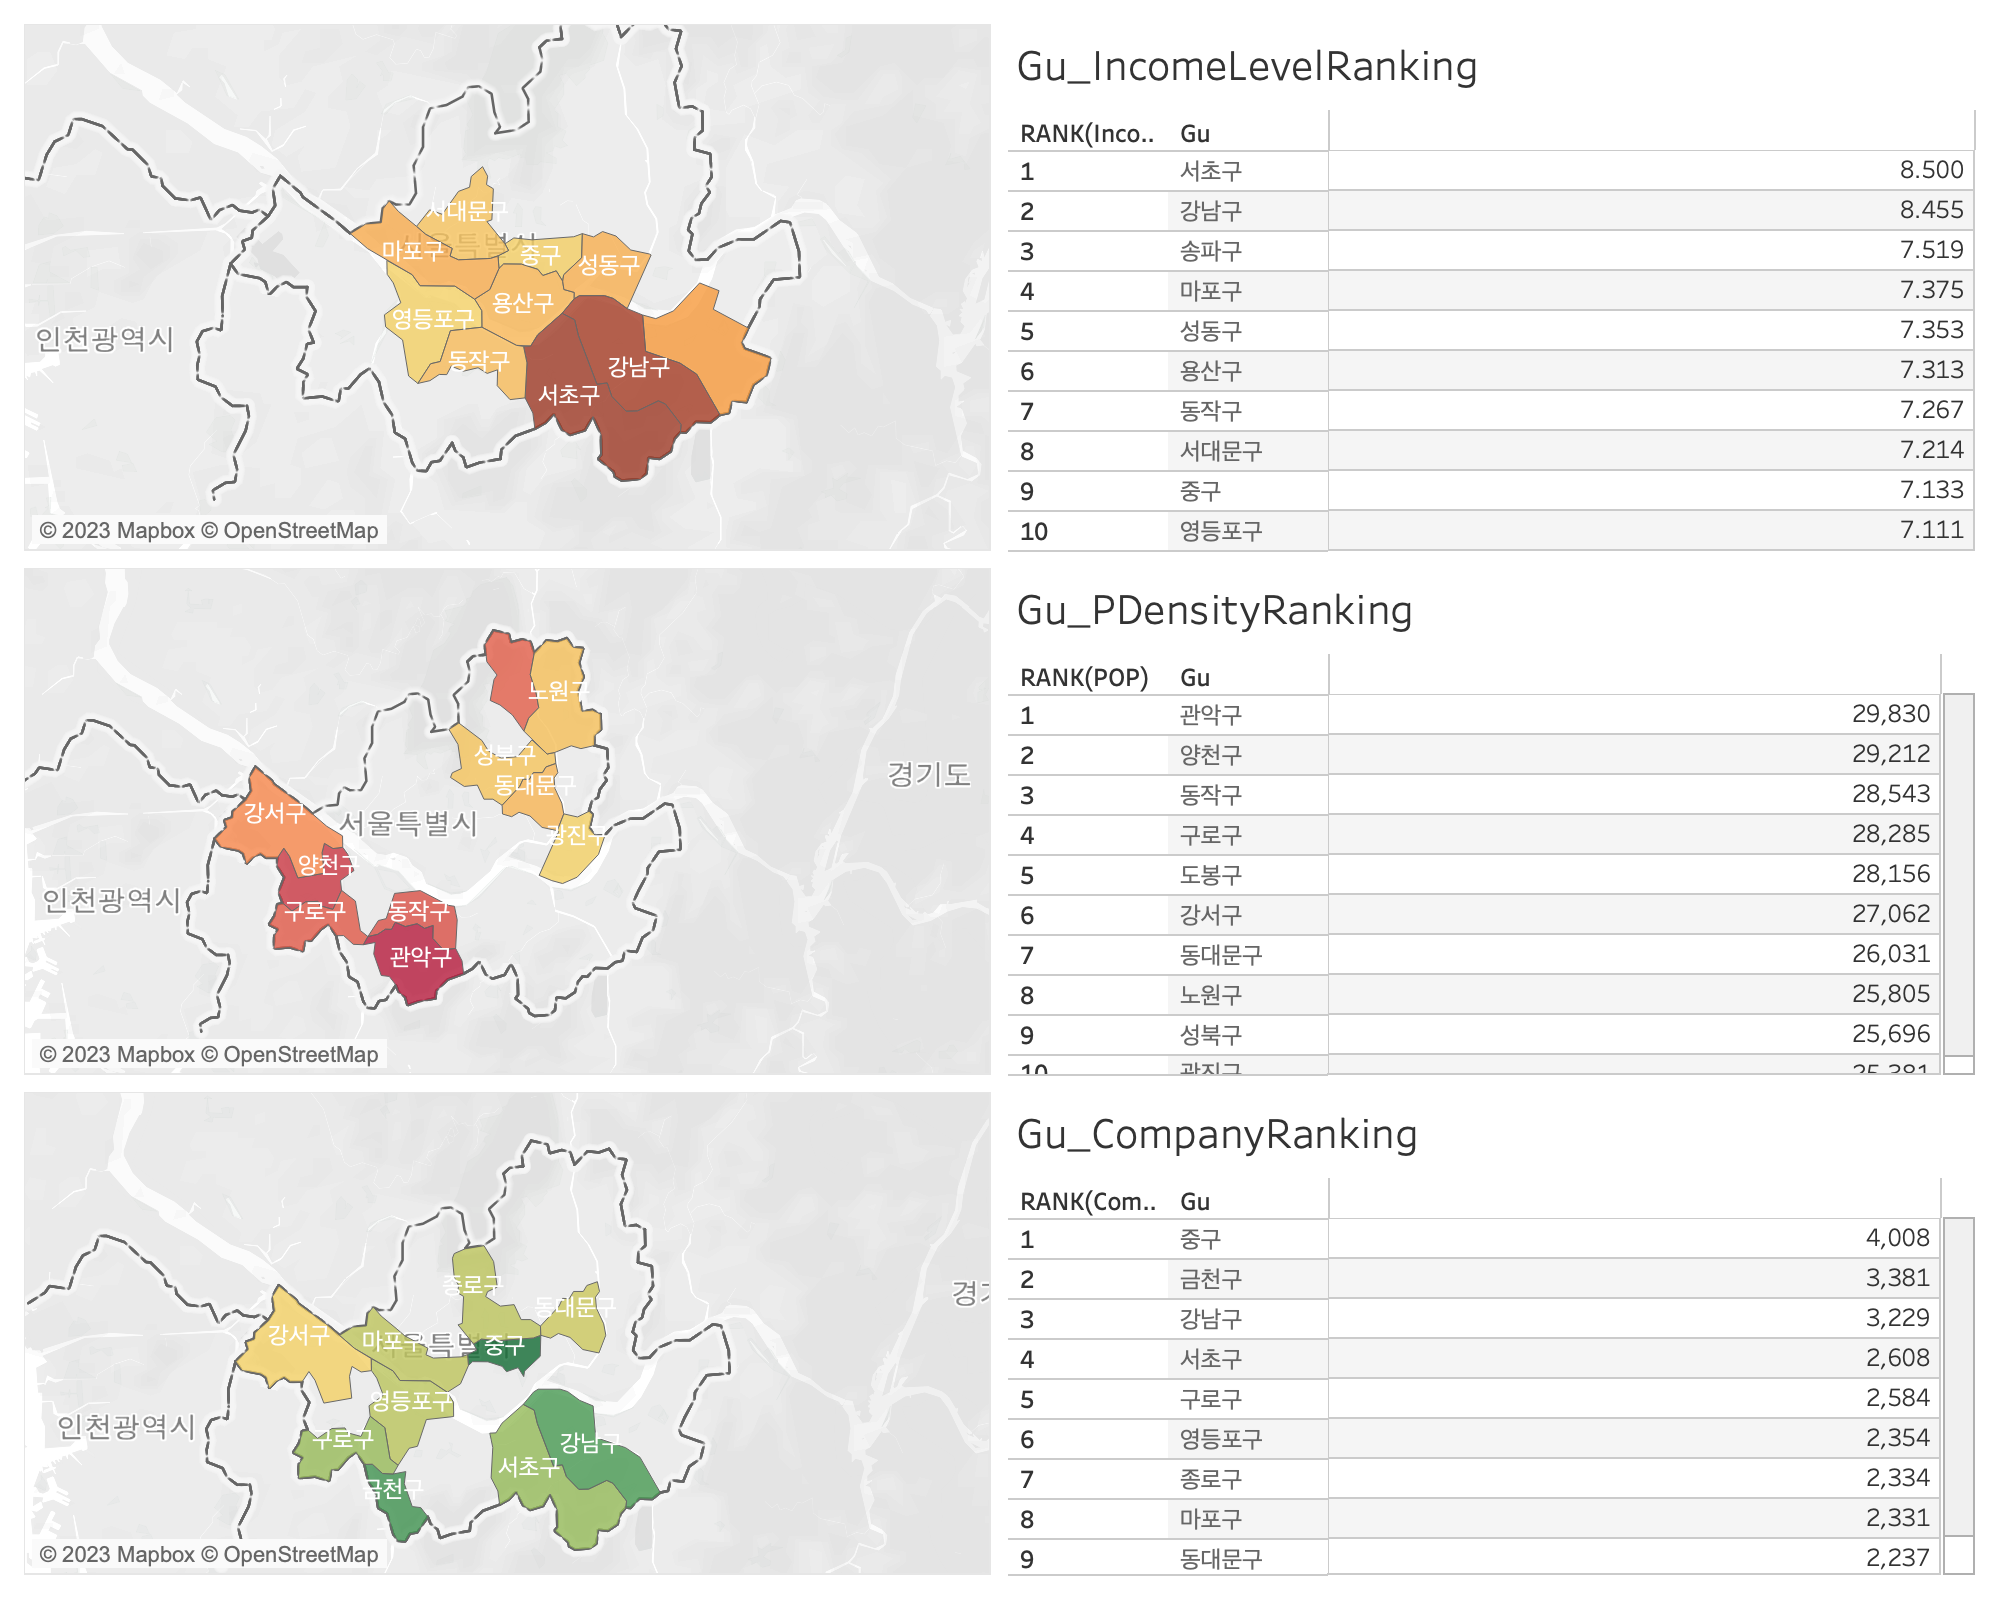 서대문구
서울특별시
마포구
중구
성동구
용산구
영등포구
인천광역시
동작구
강남구
서초구
© 2023 Mapbox © OpenStreetMap
Gu_IncomeLevelRanking
RANK(Inco.. Gu
1 서초구 8.500
2 강남구 8.455
3 송파구 7.519
4 마포구 7.375
5 성동구 7.353
6 용산구 7.313
7 동작구 7.267
8 서대문구 7.214
9 중구 7.133
10 영등포구 7.111
노원구
성북구
동대문구
경기도
강서구
서울특별시
광진구
양천구
인천광역시
구로구
동작구
관악구
© 2023 Mapbox © OpenStreetMap
Gu_PDensityRanking
RANK(POP) Gu
1 관악구 29,830
2 양천구 29,212
3 동작구 28,543
4 구로구 28,285
5 도봉구 28,156
6 강서구 27,062
7 동대문구 26,031
8 노원구 25,805
9 성북구 25,696
10 광진구 25,381
종로구
경기
동대문구
강서구
마포구
울특별
중구
영등포구
인천광역시
구로구
강남구
서초구
금천구
© 2023 Mapbox © OpenStreetMap
Gu_CompanyRanking
RANK(Com.. Gu
1 중구 4,008
2 금천구 3,381
3 강남구 3,229
4 서초구 2,608
5 구로구 2,584
6 영등포구 2,354
7 종로구 2,334
8 마포구 2,331
9 동대문구 2,237